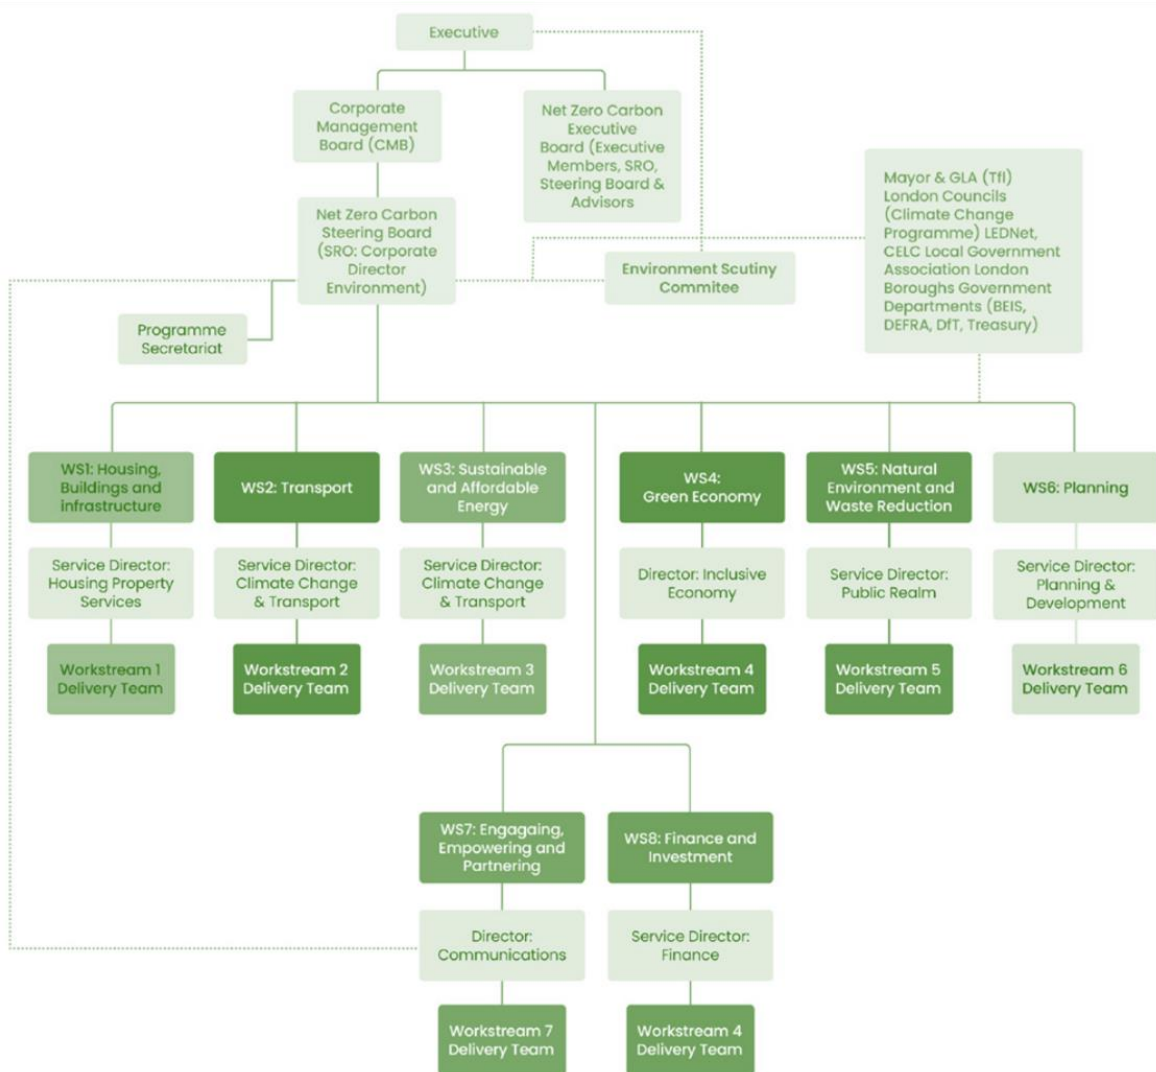 Executive
Corporate
Management
Board (CMB)
Net Zero Carbon
Executive
Board (Executive
Members, SRO,
Steering Board &
Advisors
Mayor & GLA (TfI)
London Councils
(Climate Change
Programme) LEDNet,
CELC Local Government
Association London
Boroughs Government
Departments (BEIS,
DEFRA, DfT, Treasury)
Net Zero Carbon
Steering Board
(SRO: Corporate
Director
Environment)
Environment Scutiny
Commitee
Programme
Secretariat
WS1: Housing,
Buildings and
infrastructure
WS2: Transport
WS3: Sustainable
and Affordable
Energy
WS4:
Green Economy
WS5: Natural
Environment and
Waste Reduction
WS6: Planning
Service Director:
Housing Property
Services
Service Director:
Climate Change
& Transport
Service Director:
Climate Change
& Transport
Director: Inclusive
Economy
Service Director:
Public Realm
Service Director:
Planning &
Development
Workstream 1
Delivery Team
Workstream 2
Delivery Team
Workstream 3
Delivery Team
Workstream 4
Delivery Team
Workstream 5
Delivery Team
Workstream 6
Delivery Team
WS7: Engagaing,
Empowering and
Partnering
WS8: Finance and
Investment
Director:
Communications
Service Director:
Finance
Workstream 7
Delivery Team
Workstream 4
Delivery Team